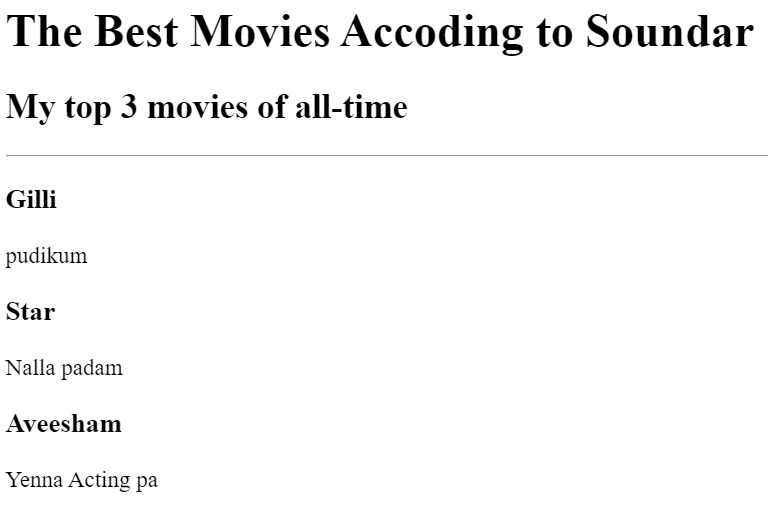 The Best Movies Accoding to Soundar
My top 3 movies of all-time
Gilli
pudikum
Star
Nalla padam
Aveesham
Yenna Acting pa